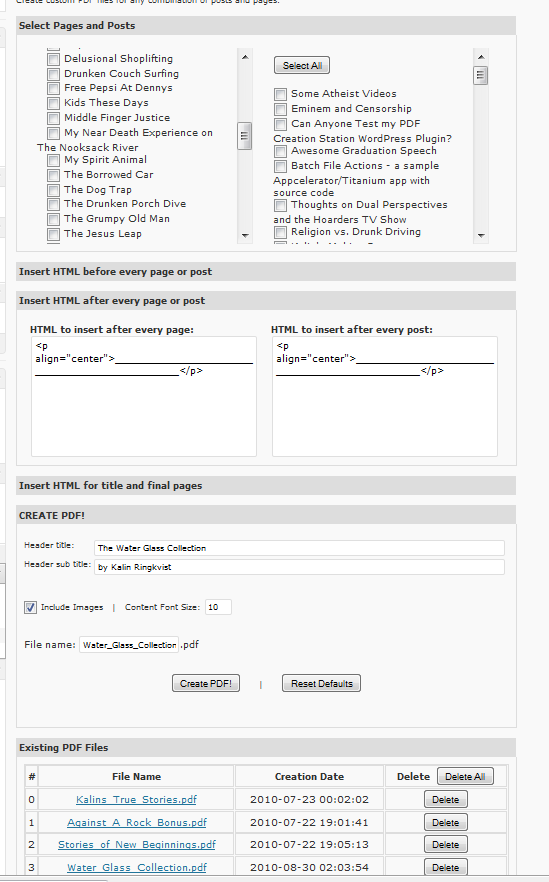 Create custom PDF files for any combination of posts and pages.
Select Pages and Posts
Delusional Shoplifting
Drunken Couch Surfing
Free Pepsi At Dennys
Kids These Days
Middle Finger Justice
My Near Death Experience on
The Nooksack River
My Spirit Animal
The Borrowed Car
The Dog Trap
The Drunken Porch Dive
The Grumpy Old Man
The Jesus Leap
Select All
Some Atheist Videos
Eminem and Censorship
Can Anyone Test my PDF
Creation Station WordPress Plugin?
Awesome Graduation Speech
Batch File Actions - a sample
Appcelerator/Titanium app with
source code
Thoughts on Dual Perspectives
and the Hoarders TV Show
Religion vs. Drunk Driving
Insert HTML before every page or post
Insert HTML after every page or post
HTML to insert after every page:
<p
align="center">_______________________
________________________</p>
HTML to insert after every post:
<p
align="center">_______________________
________________________</p>
Insert HTML for title and final pages
CREATE PDF!
Header title: The Water Glass Collection
Header sub title: by Kalin Ringkvist
Include Images | Content Font Size: 10
File name: Water_Glass_Collection .pdf
Create PDF! | Reset Defaults
Existing PDF Files
# File Name Creation Date Delete Delete All
0 Kalins_True_Stories.pdf 2010-07-23 00:02:02 Delete
1 Against_A_Rock_Bonus.pdf 2010-07-22 19:01:41 Delete
2 Stories_of_New_Beginnings.pdf 2010-07-22 19:05:13 Delete
3 Water_Glass_Collection.pdf 2010-08-30 02:03:54 Delete